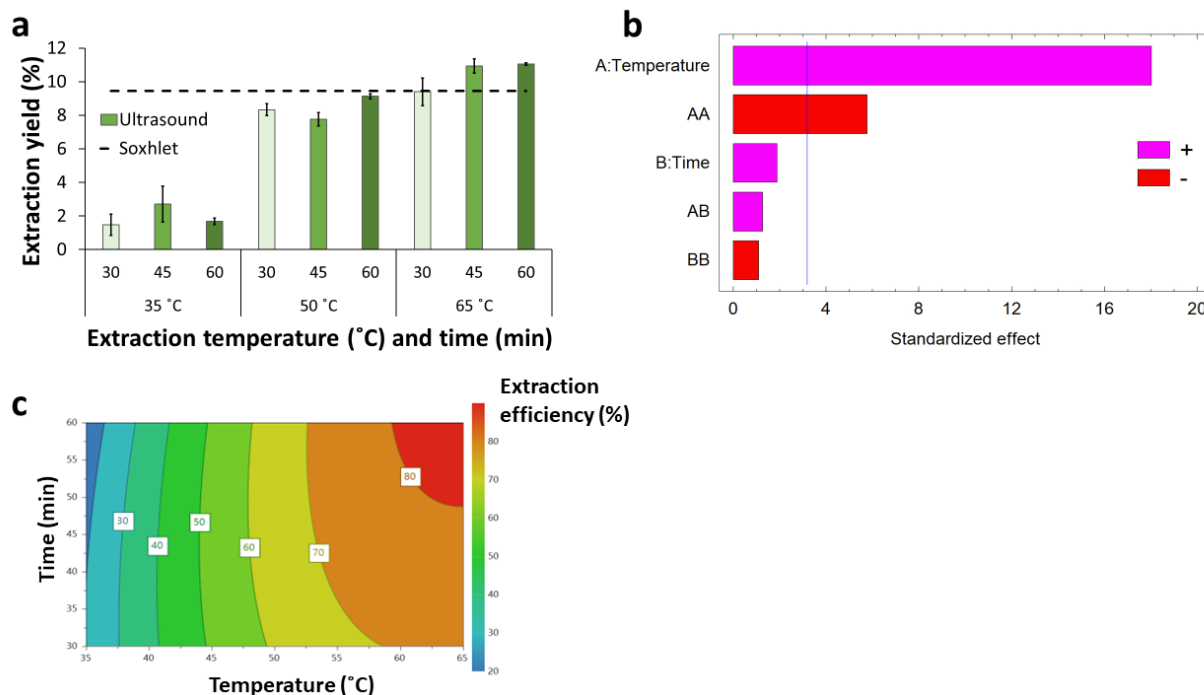 a
Extraction yield (%)
12
10
8
6
4
2
0
Ultrasound
Soxhlet
30 45 60 30 45 60 30 45 60
35 ˚C 50 ˚C 65 ˚C
Extraction temperature (˚C) and time (min)
b
A:Temperature
AA
B:Time
AB
BB
+
-
0 4 8 12 16 20
Standardized effect
c
Extraction
efficiency (%)
Time (min)
60
55
50
45
40
35
30
30
40
50
60
70
80
35 40 45 50 55 60 65
Temperature (˚C)
80
70
60
50
40
30
20